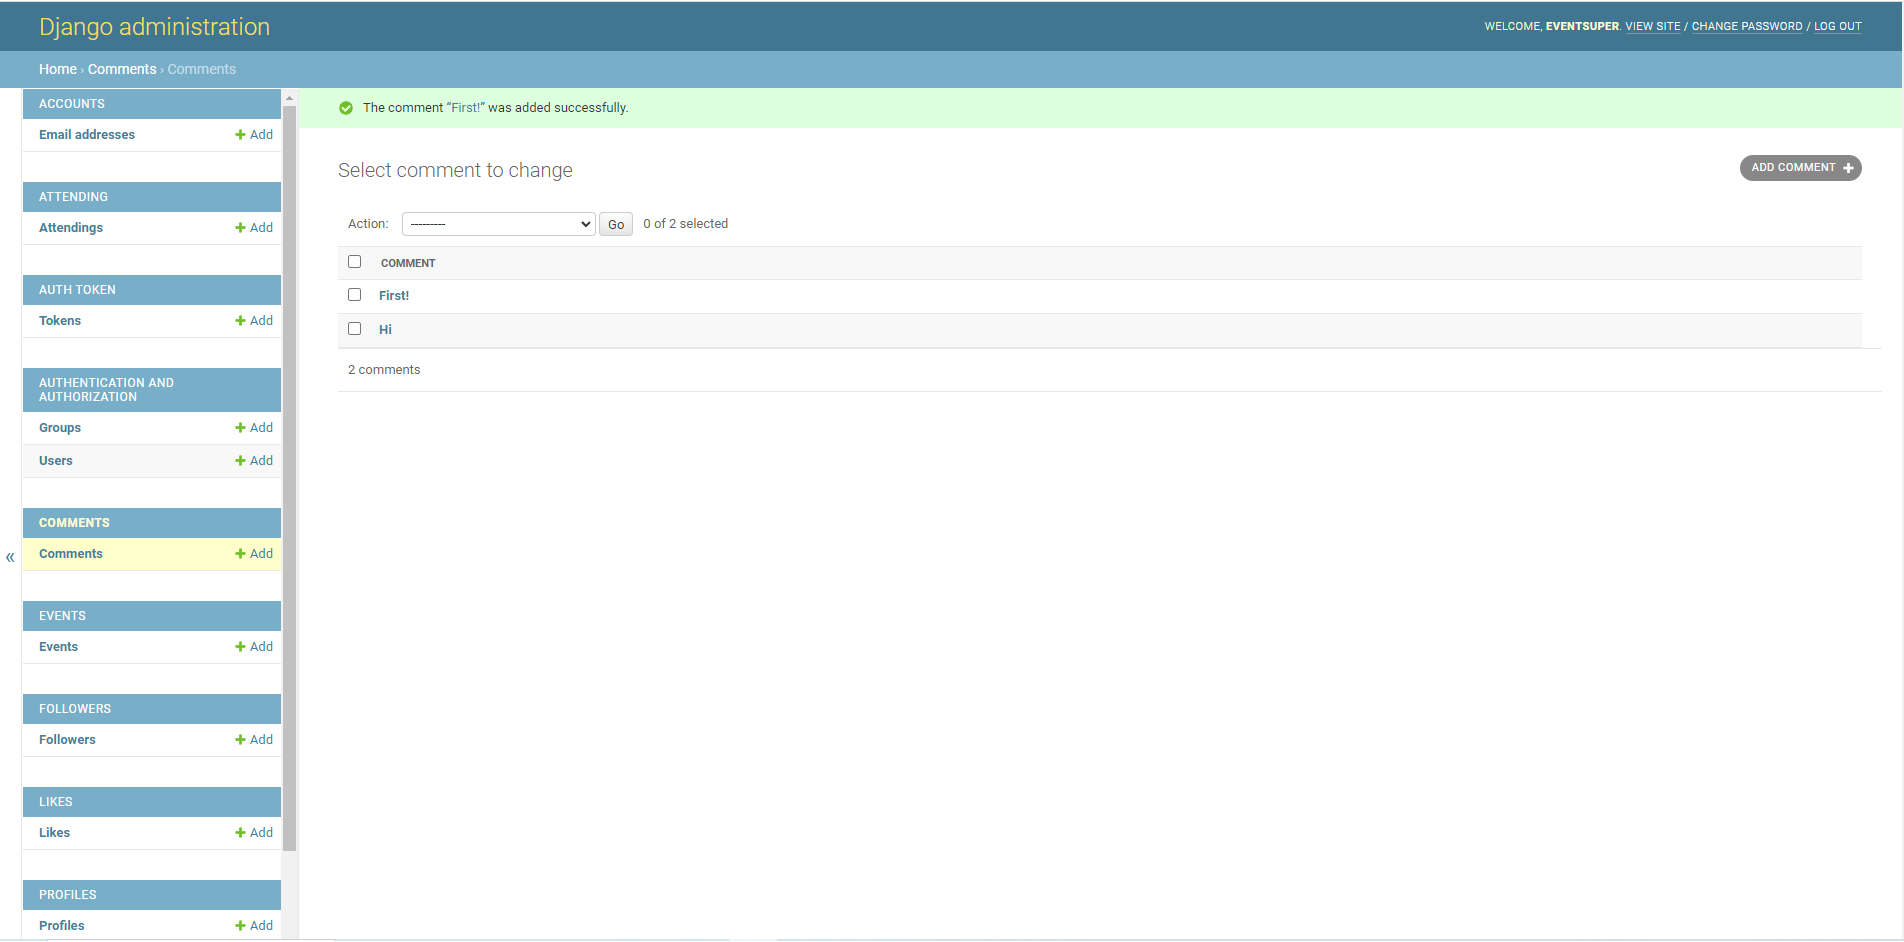 Django administration
WELCOME, EVENTSUPER. VIEW SITE / CHANGE PASSWORD / LOG OUT
Home › Comments › Comments
ACCOUNTS
Email addresses Add
ATTENDING
Attendings Add
AUTH TOKEN
Tokens Add
AUTHENTICATION AND
AUTHORIZATION
Groups Add
Users Add
COMMENTS
Comments Add
EVENTS
Events Add
FOLLOWERS
Followers Add
LIKES
Likes Add
PROFILES
Profiles Add
«
The comment “First!” was added successfully.
Select comment to change
ADD COMMENT
Action: --------- Go 0 of 2 selected
COMMENT
First!
Hi
2 comments